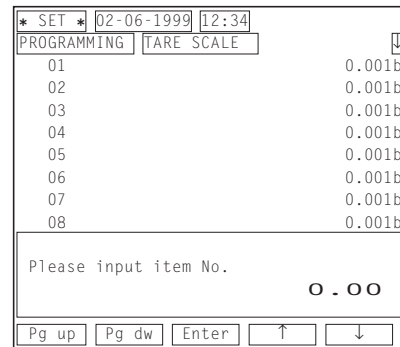 * SET * 02-06-1999 12:34
PROGRAMMING TARE SCALE ↓
01 0.001b
02 0.001b
03 0.001b
04 0.001b
05 0.001b
06 0.001b
07 0.001b
08 0.001b
Please input item No.
0.00
Pg up Pg dw Enter ↑ ↓